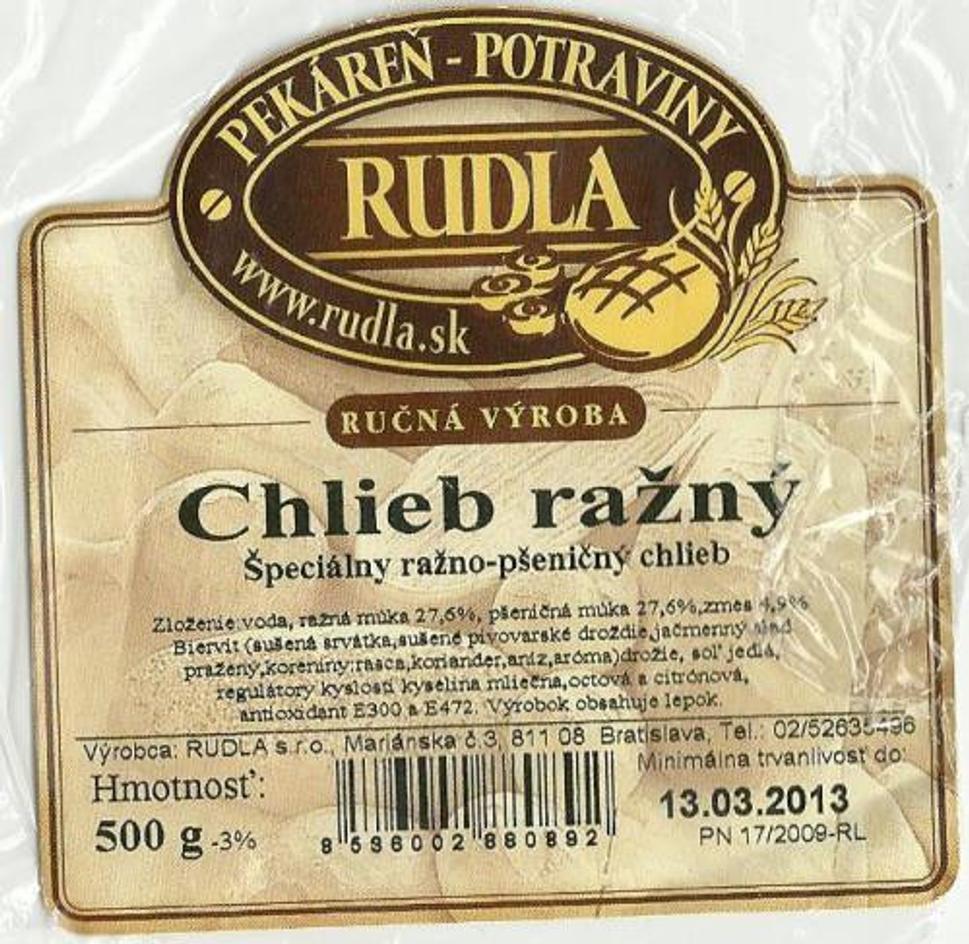 PEKÁREŇ - POTRAVINY
RUDLA
www.rudla.sk
RUČNÁ VÝROBA
Chlieb ražný
Špeciálny ražno-pšeničný chlieb
Zloženie:voda, ražná múka 27,6%, pšeničná múka 27,6%,zmes 4,9%
Biervit (sušená srvátka,sušené pivovarské droždie,jačmenný slad
pražený,koreniny:rasca,koriander,aníz,aróma)drožie, soľ jedlá,
regulátory kyslosti kyselina mliečna,octová a citrónová,
antioxidant E300 a E472. Výrobok obsahuje lepok.
Výrobca: RUDLA s.r.o., Mariánska č.3, 811 08 Bratislava, Tel.: 02/52635496
Minimálna trvanlivosť do:
Hmotnosť:
13.03.2013
500 g -3%
PN 17/2009-RL
8 586002 880892